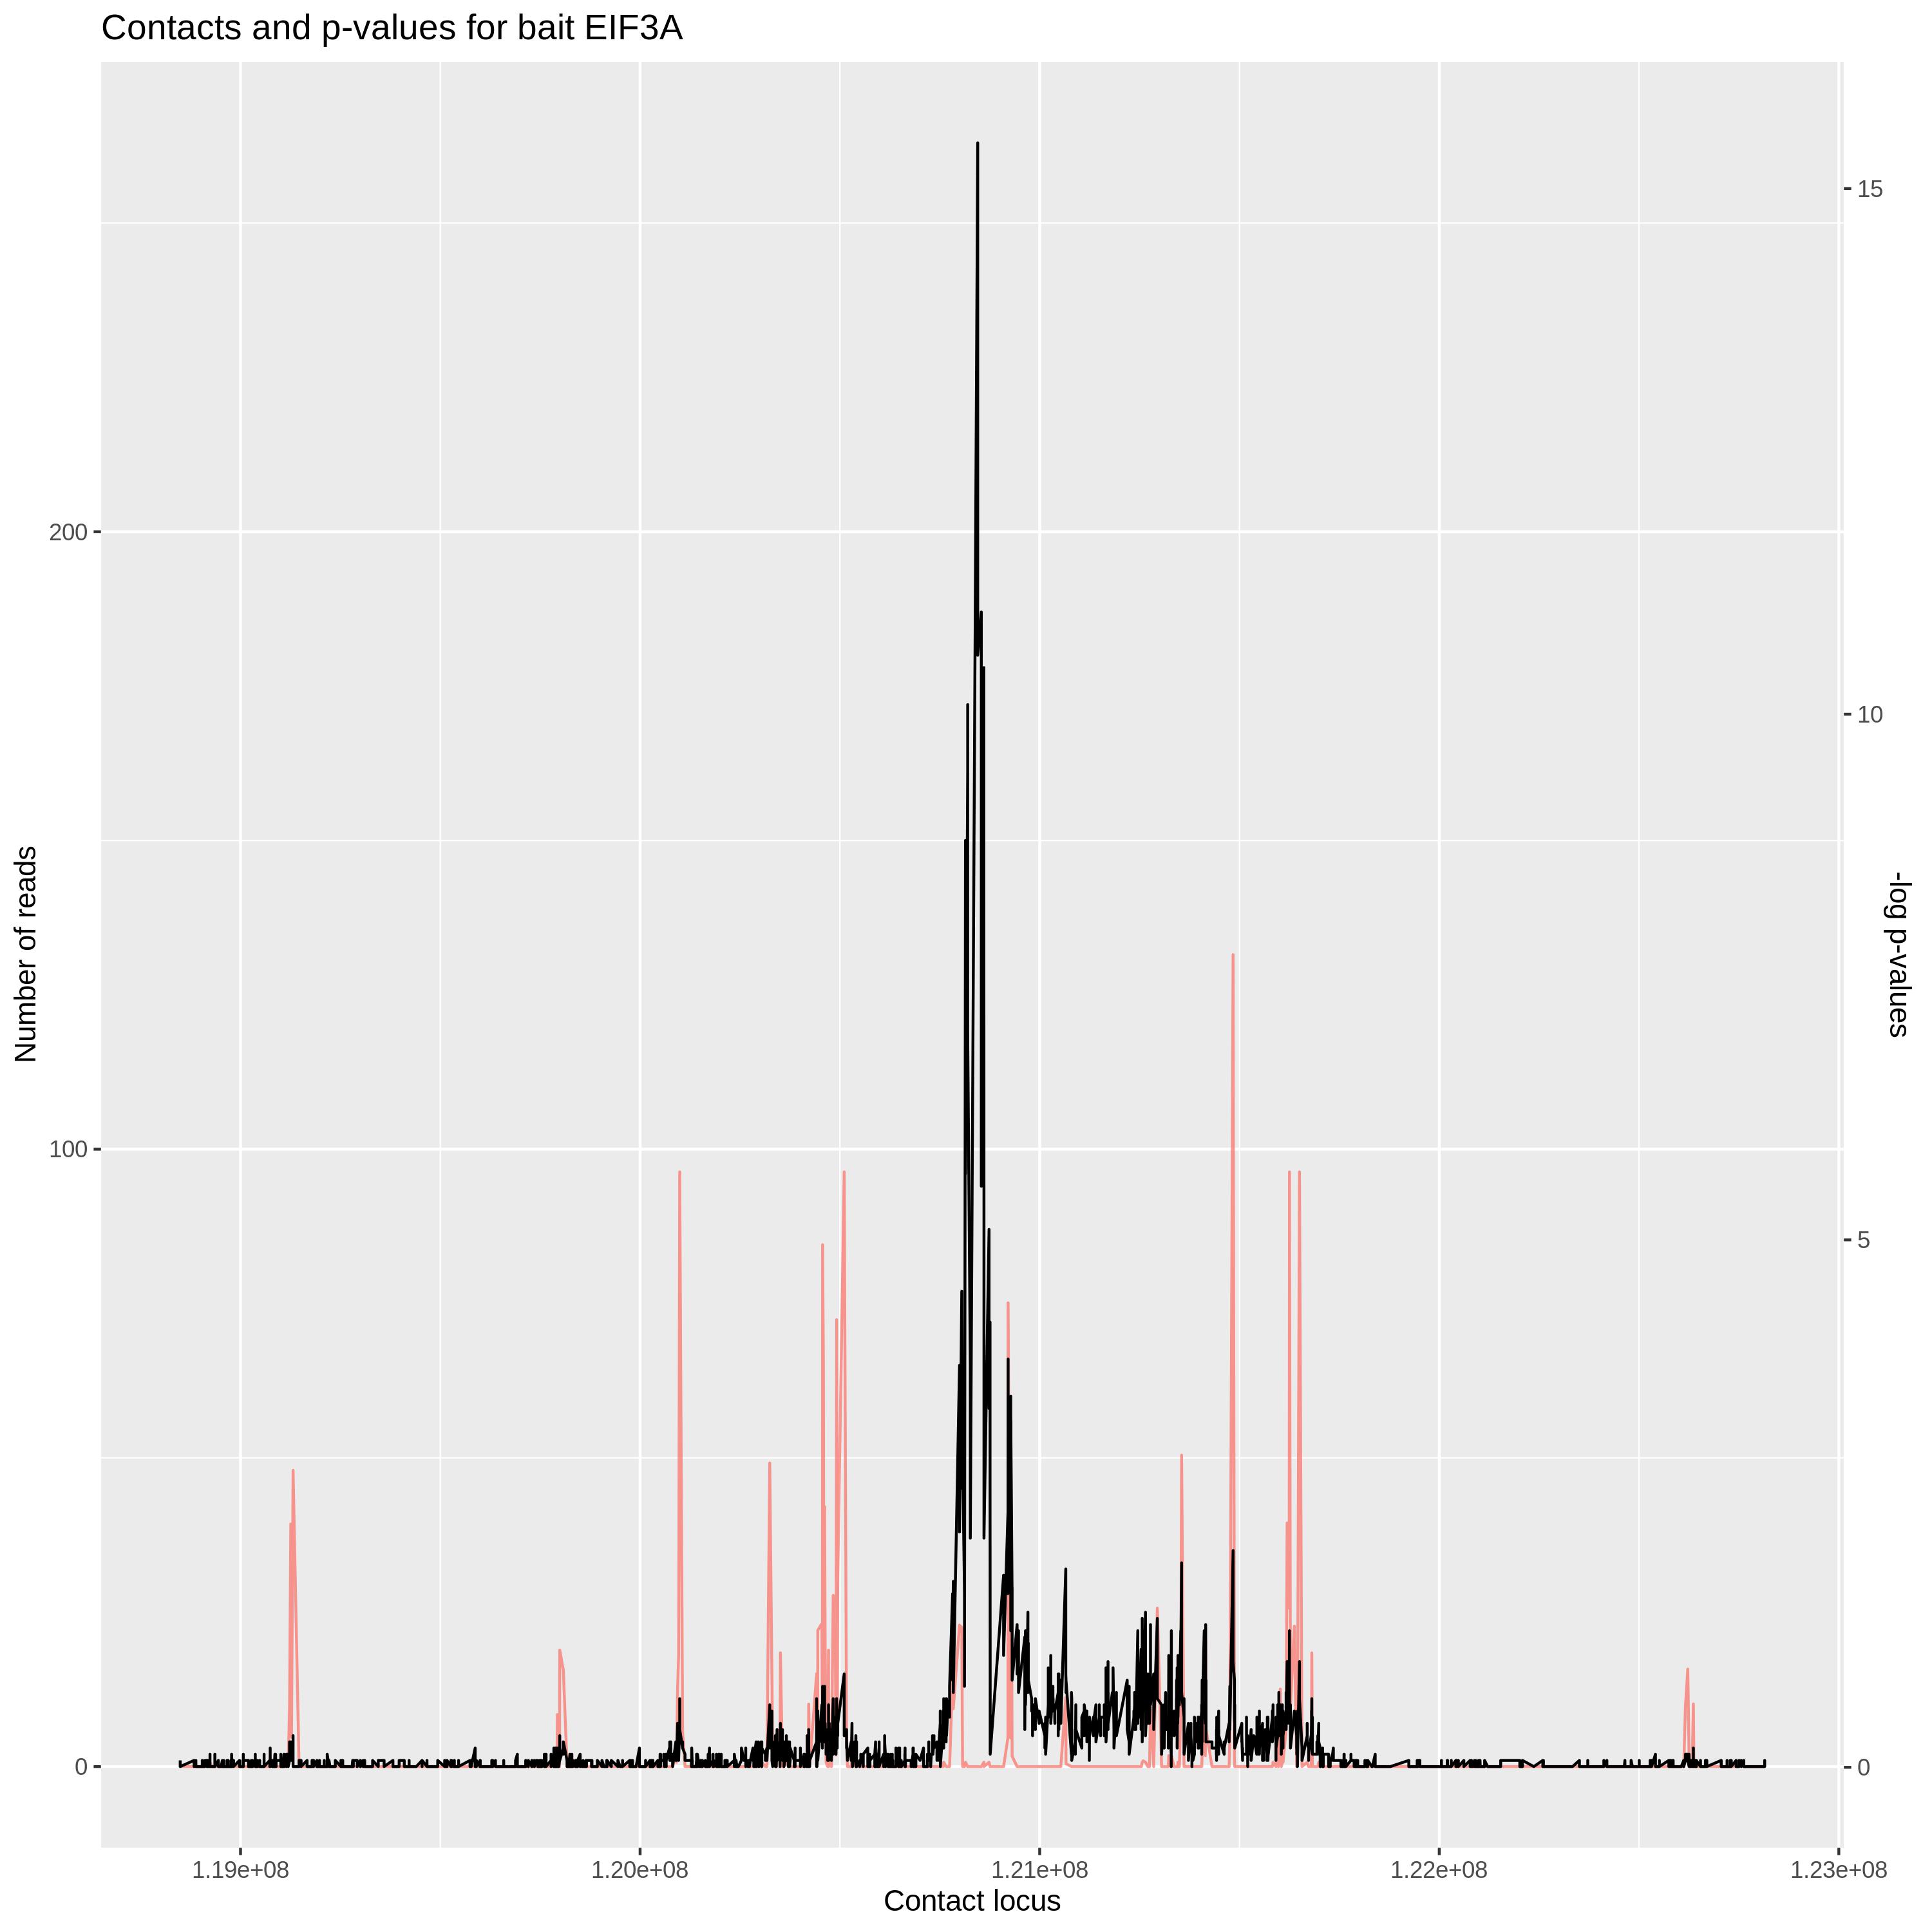 Contacts and p-values for bait EIF3A
Number of reads
200
100
0
15
10
5
0
-log p-values
1.19e+08
1.20e+08
1.21e+08
1.22e+08
1.23e+08
Contact locus